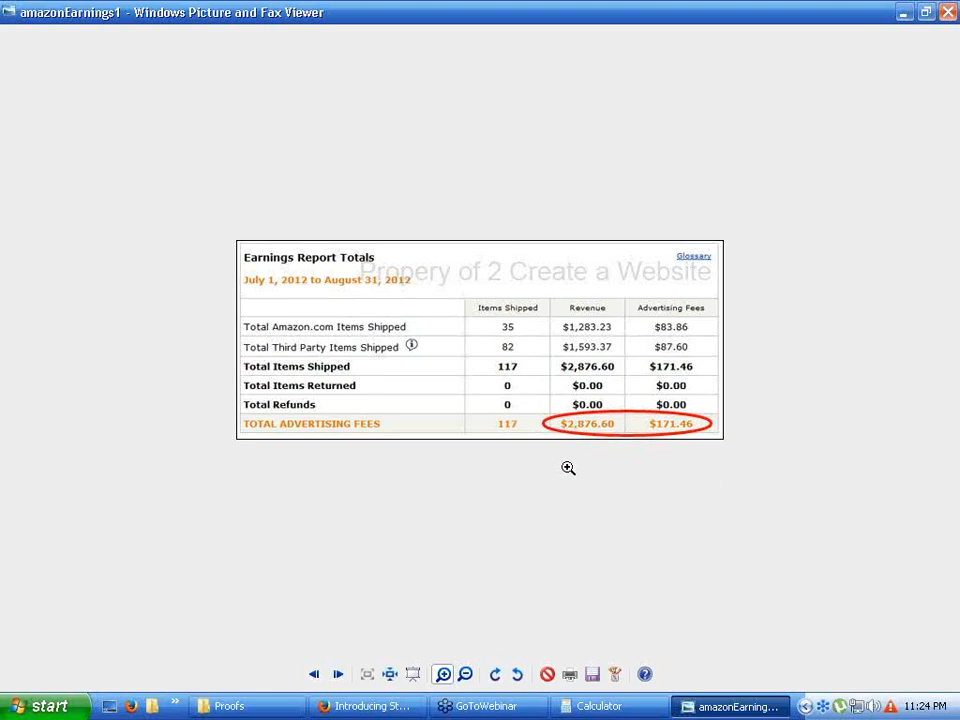 amazonEarnings1 - Windows Picture and Fax Viewer
Earnings Report Totals
Glossary
Propery of 2 Create a Website
July 1, 2012 to August 31, 2012
Items Shipped Revenue Advertising Fees
Total Amazon.com Items Shipped 35 $1,283.23 $83.86
Total Third Party Items Shipped 82 $1,593.37 $87.60
Total Items Shipped 117 $2,876.60 $171.46
Total Items Returned 0 $0.00 $0.00
Total Refunds 0 $0.00 $0.00
TOTAL ADVERTISING FEES 117 $2,876.60 $171.46
start Proofs Introducing St... GoToWebinar Calculator amazonEarning... 11:24 PM